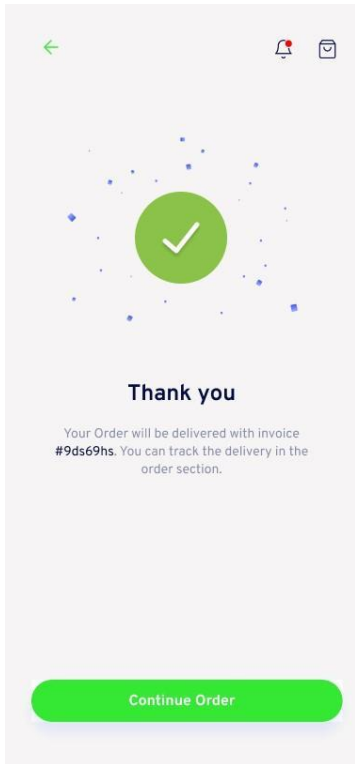 Thank you
Your Order will be delivered with invoice
#9ds69hs. You can track the delivery in the
order section.
Continue Order